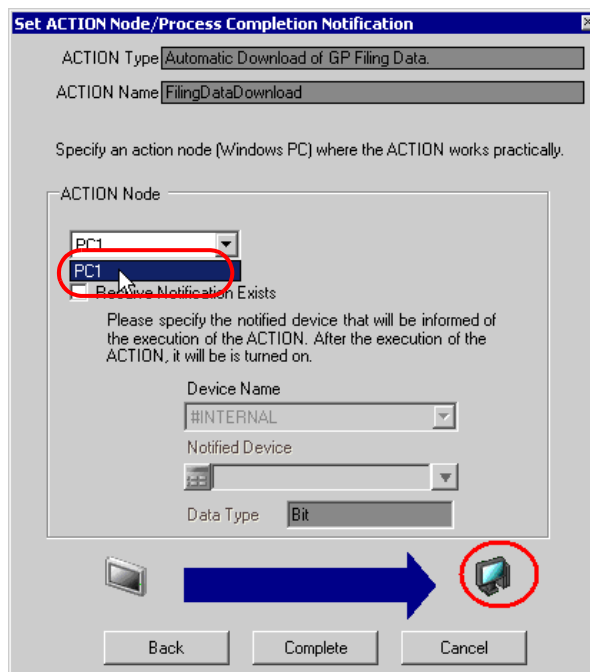 Set ACTION Node/Process Completion Notification
ACTION Type Automatic Download of GP Filing Data.
ACTION Name FilingDataDownload
Specify an action node (Windows PC) where the ACTION works practically.
ACTION Node
PC1
PC1
Receive Notification Exists
Please specify the notified device that will be informed of
the execution of the ACTION. After the execution of the
ACTION, it will be is turned on.
Device Name
#INTERNAL
Notified Device
Data Type Bit
Back Complete Cancel